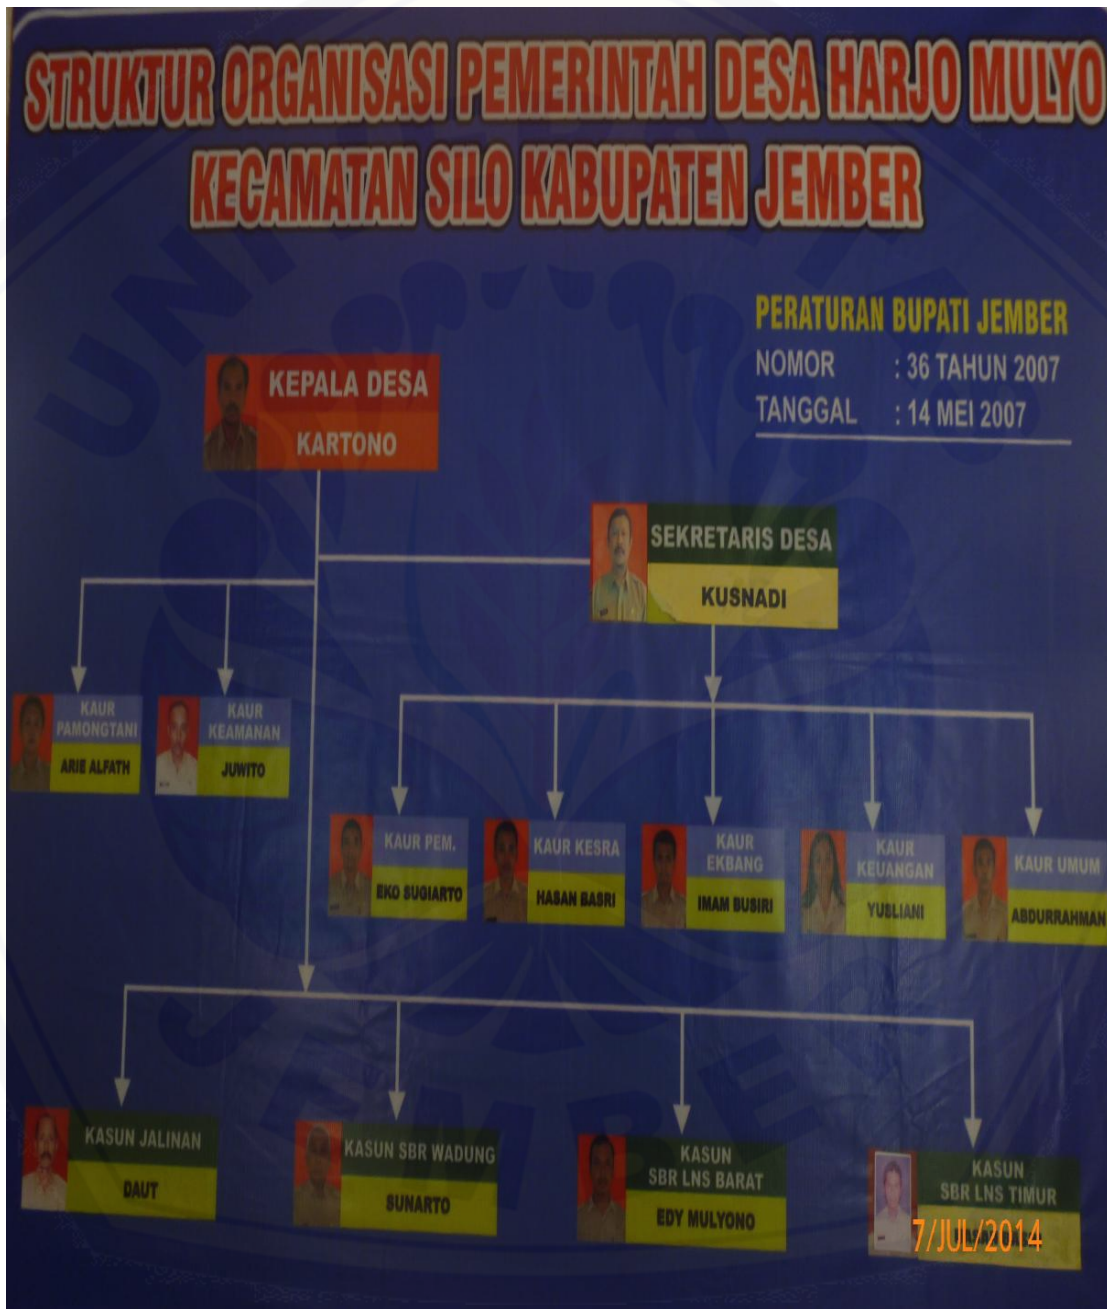 STRUKTUR ORGANISASI PEMERINTAH DESA HARJO MULYO
KECAMATAN SILO KABUPATEN JEMBER
PERATURAN BUPATI JEMBER
NOMOR : 36 TAHUN 2007
TANGGAL : 14 MEI 2007
KEPALA DESA
KARTONO
SEKRETARIS DESA
KUSNADI
KAUR
PAMONGTANI
ARIE ALFATH
KAUR
KEAMANAN
JUWITO
KAUR PEM.
EKO SUGIARTO
KAUR KESRA
HASAN BASRI
KAUR
EKBANG
IMAM BUSIRI
KAUR
KEUANGAN
YUSLIANI
KAUR UMUM
ABDURRAHMAN
KASUN JALINAN
DAUT
KASUN SBR WADUNG
SUNARTO
KASUN
SBR LNS BARAT
EDY MULYONO
KASUN
SBR LNS TIMUR
7/JUL/2014
UNIVERSITAS
JEMBER